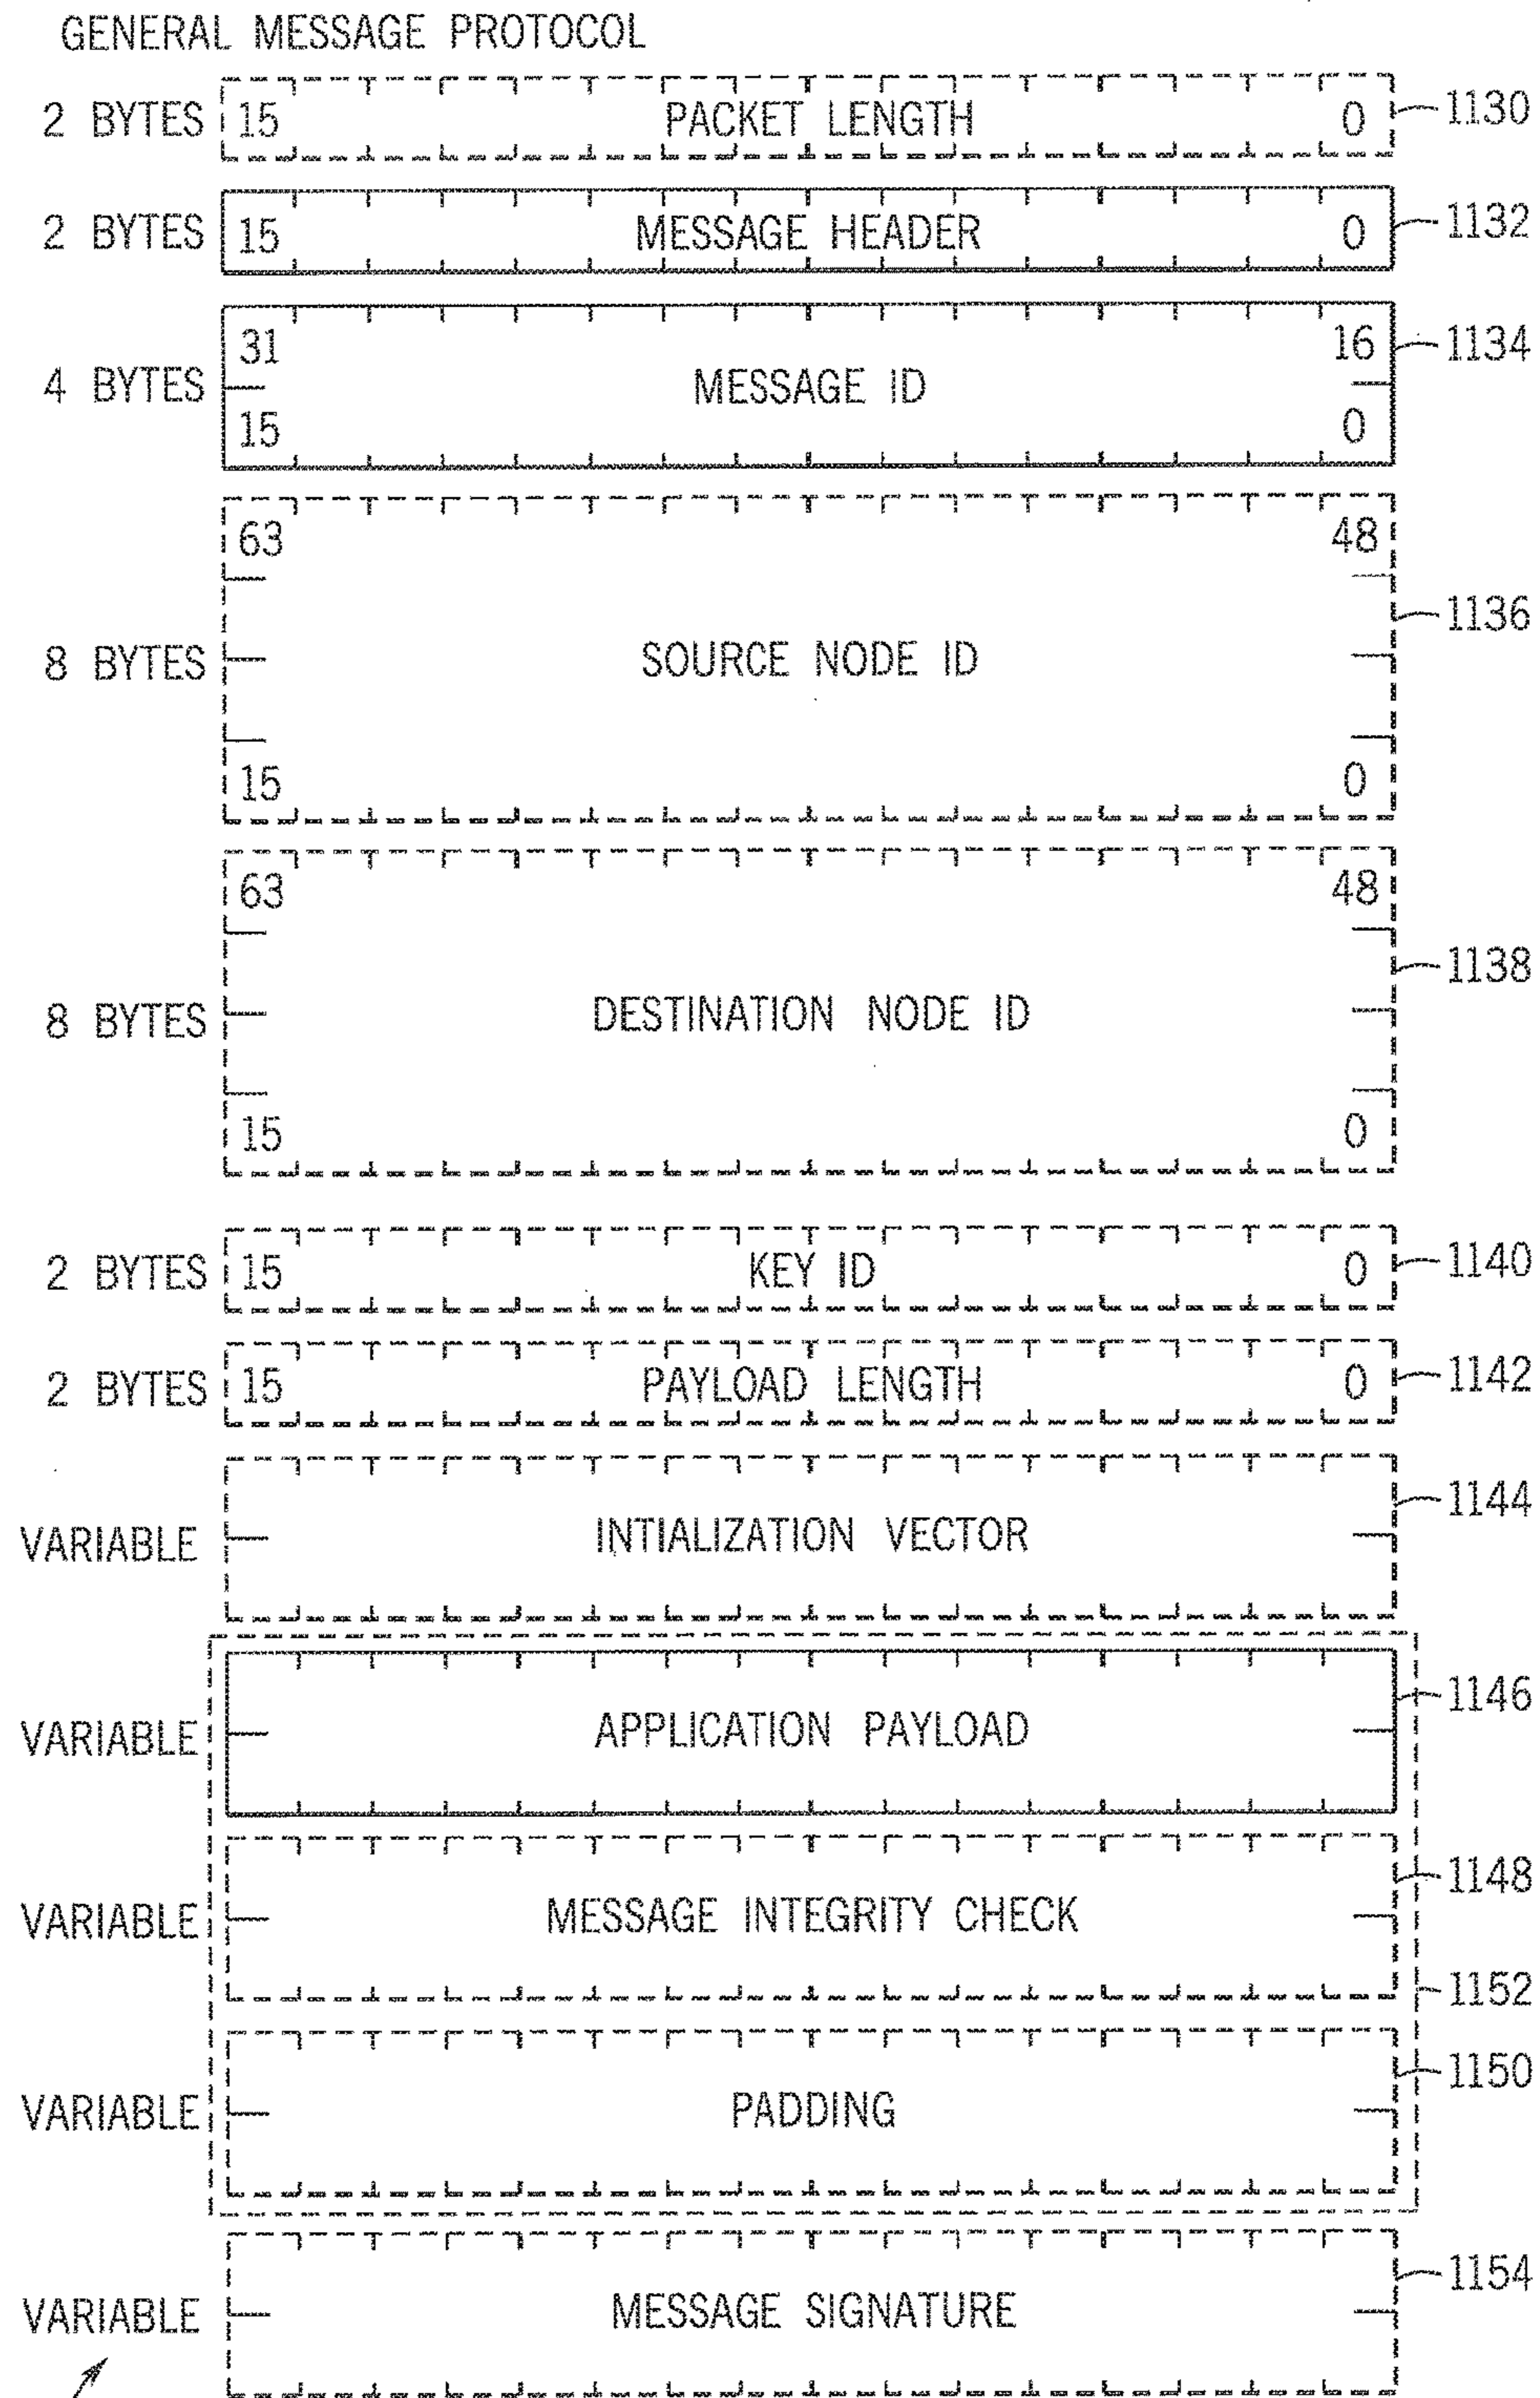 GENERAL MESSAGE PROTOCOL
2 BYTES 15 PACKET LENGTH 0 1130
2 BYTES 15 MESSAGE HEADER 0 1132
31 16 1134
4 BYTES MESSAGE ID
15 0
63 48
1136
8 BYTES SOURCE NODE ID
15 0
63 48
1138
8 BYTES DESTINATION NODE ID
15 0
2 BYTES 15 KEY ID 0 1140
2 BYTES 15 PAYLOAD LENGTH 0 1142
1144
VARIABLE INTIALIZATION VECTOR
1146
VARIABLE APPLICATION PAYLOAD
1148
VARIABLE MESSAGE INTEGRITY CHECK
1152
1150
VARIABLE PADDING
1154
VARIABLE MESSAGE SIGNATURE